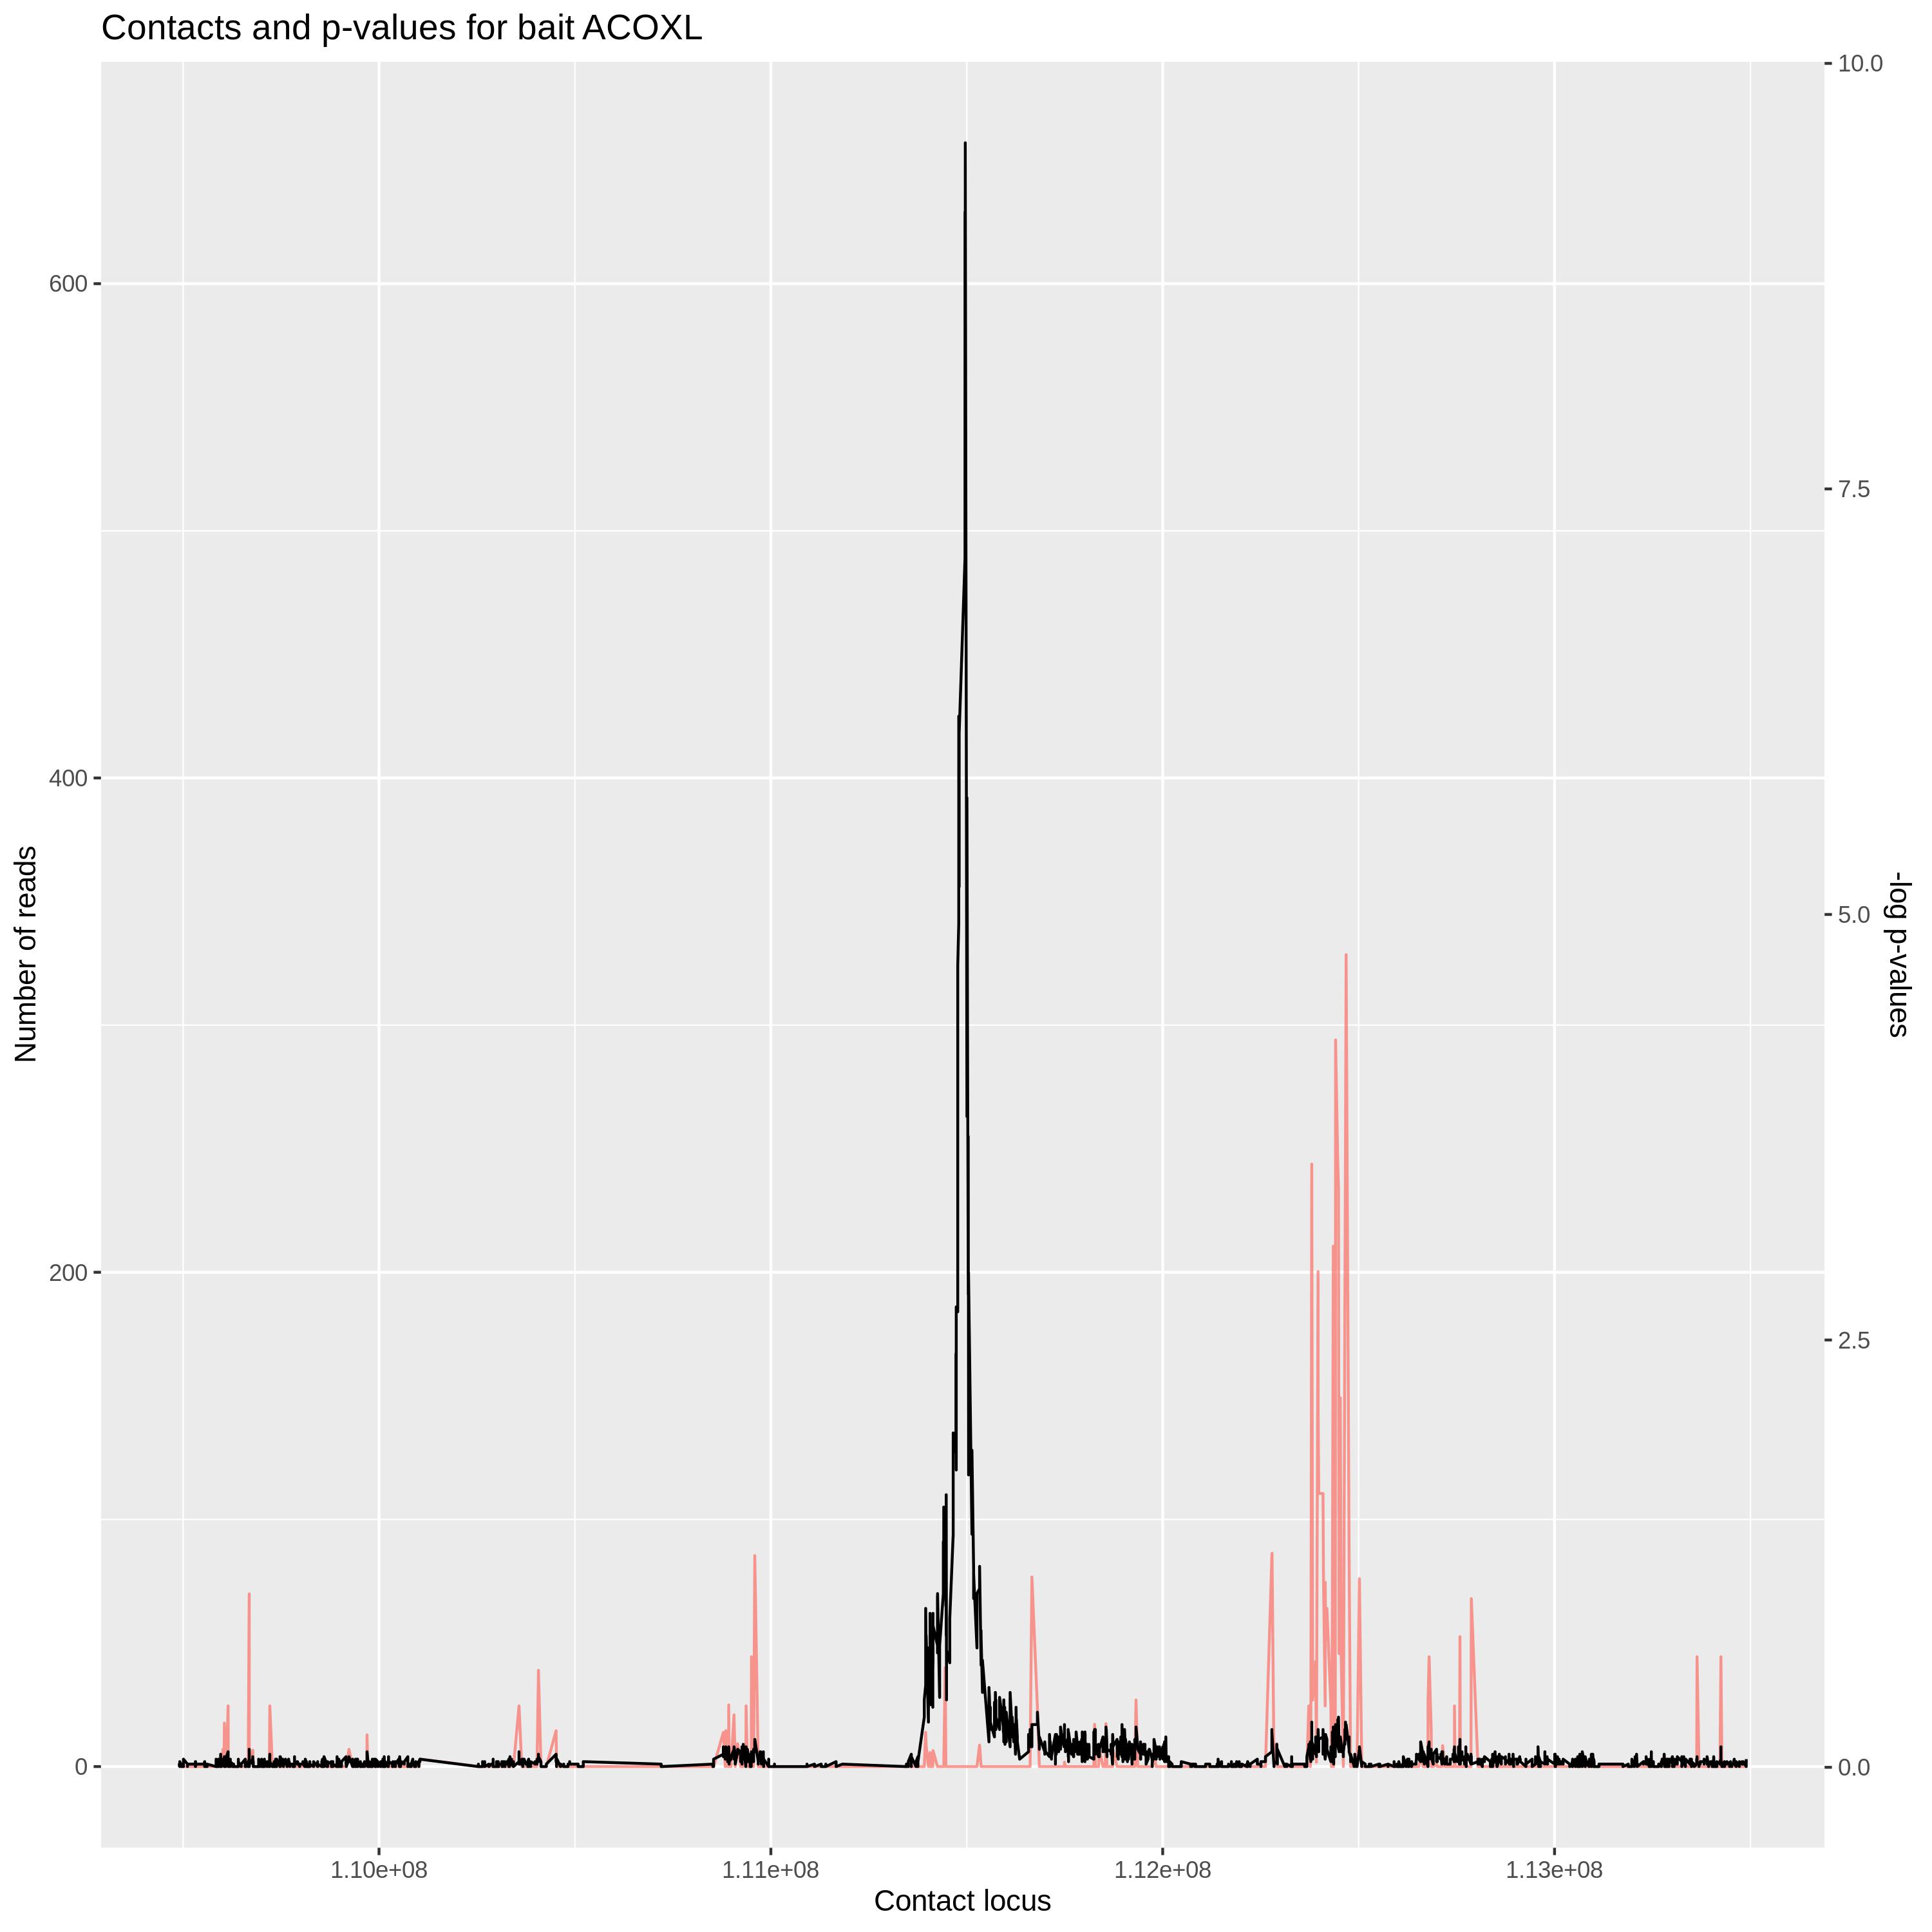 Contacts and p-values for bait ACOXL
10.0
7.5
5.0
2.5
0.0
-log p-values
600
400
200
0
Number of reads
1.10e+08
1.11e+08
1.12e+08
1.13e+08
Contact locus